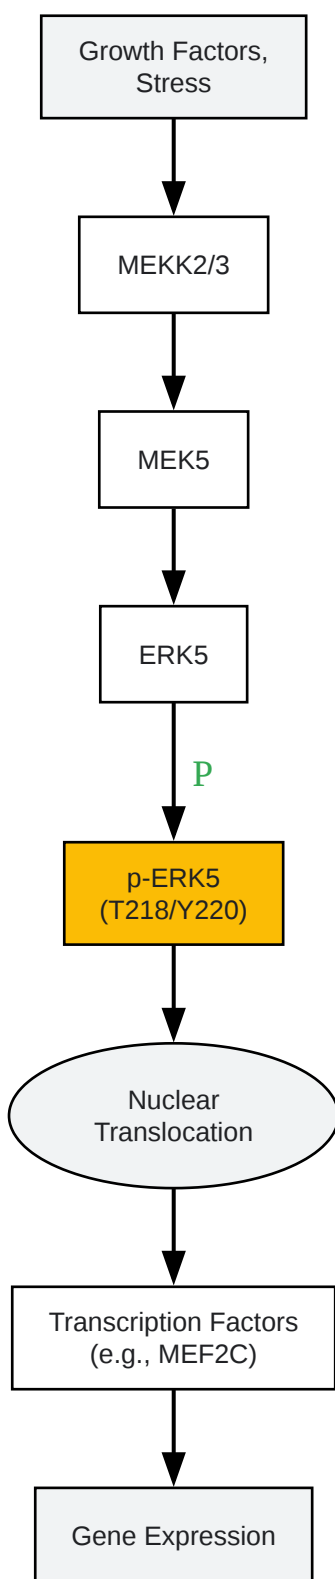 Growth Factors,
Stress
MEKK2/3
MEK5
ERK5
P
p-ERK5
(T218/Y220)
Nuclear
Translocation
Transcription Factors
(e.g., MEF2C)
Gene Expression